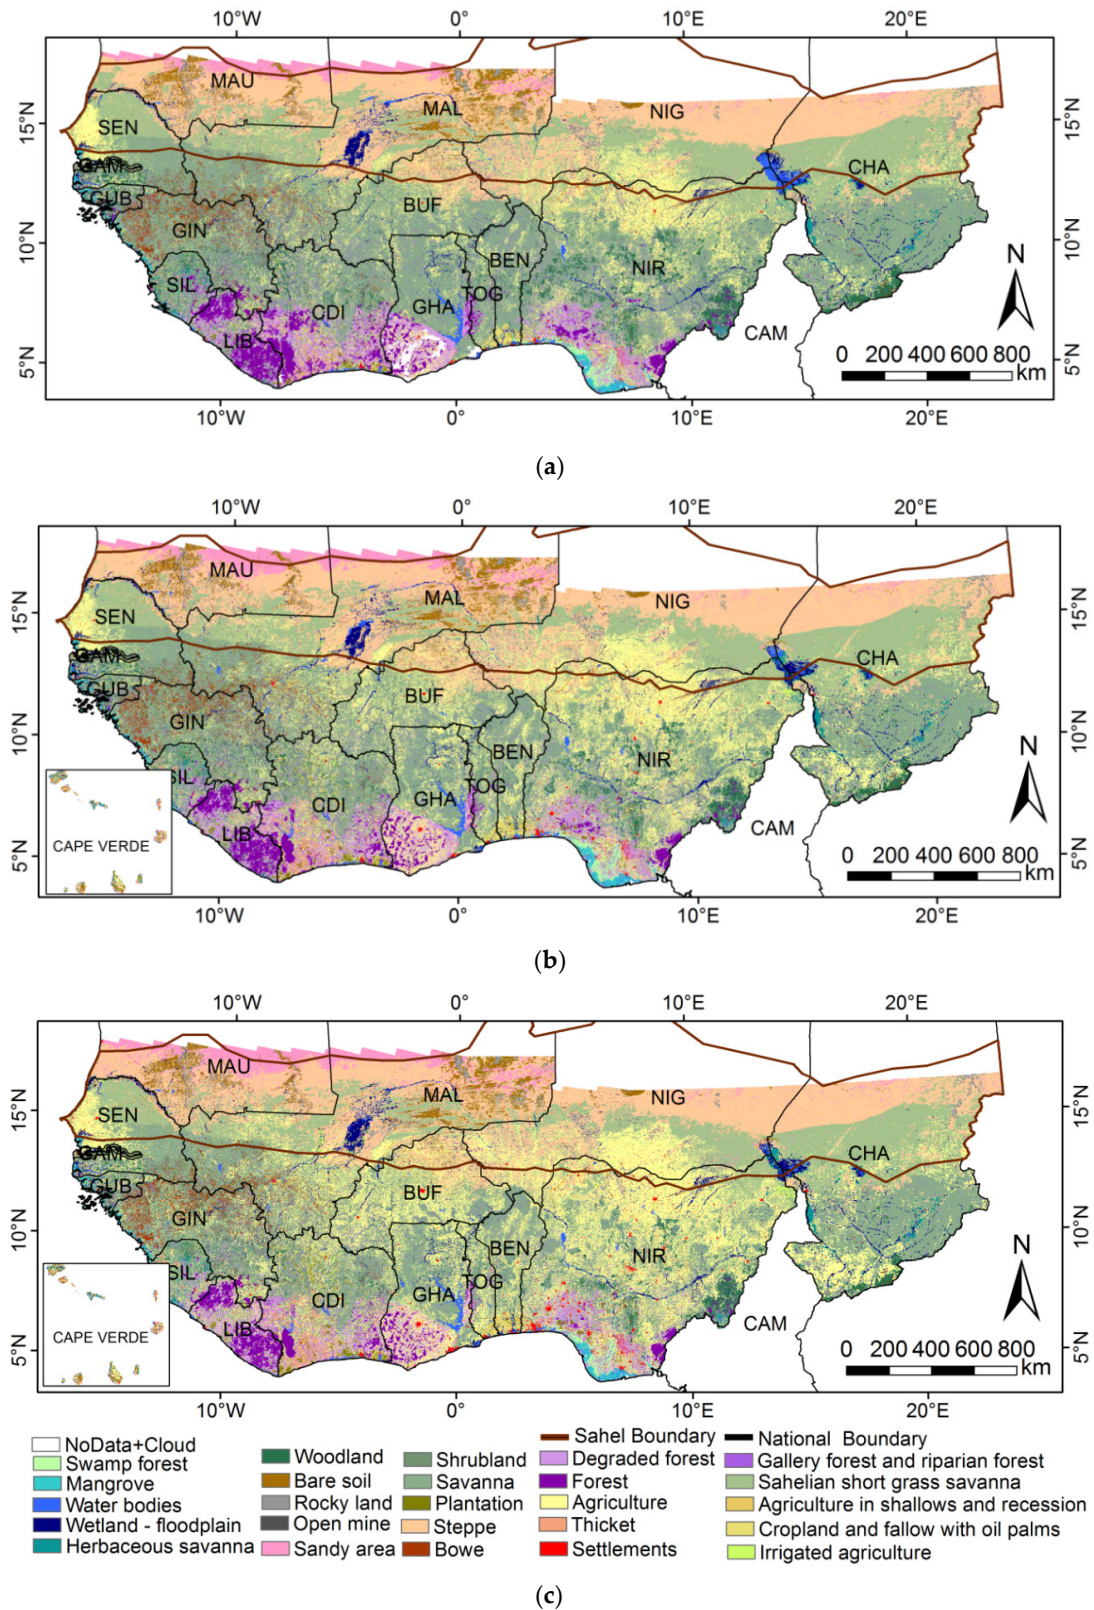 10°W 0° 10°E 20°E
15°N 15°N
MAU MAL NIG
SEN CHA
GAM
GUB BUF
10°N 10°N
GIN BEN NIR
SIL CDI GHA TOG N
LIB CAM
5°N 5°N
0 200 400 600 800
km
10°W 0° 10°E 20°E
(a)
10°W 0° 10°E 20°E
15°N 15°N
MAU MAL NIG
SEN CHA
GAM
GUB BUF
10°N 10°N
GIN BEN NIR N
SIL CDI GHA TOG
LIB CAM
CAPE VERDE
5°N 5°N
0 200 400 600 800
km
10°W 0° 10°E 20°E
(b)
10°W 0° 10°E 20°E
15°N 15°N
MAU MAL NIG
SEN CHA
GAM
GUB BUF
10°N 10°N
GIN BEN NIR N
SIL CDI GHA TOG
LIB CAM
CAPE VERDE
5°N 5°N
0 200 400 600 800
km
10°W 0° 10°E 20°E
NoData+Cloud
Swamp forest
Mangrove
Water bodies
Wetland - floodplain
Herbaceous savanna
Woodland
Bare soil
Rocky land
Open mine
Sandy area
Shrubland
Savanna
Plantation
Steppe
Bowe
Sahel Boundary
Degraded forest
Forest
Agriculture
Thicket
Settlements
National Boundary
Gallery forest and riparian forest
Sahelian short grass savanna
Agriculture in shallows and recession
Cropland and fallow with oil palms
Irrigated agriculture
(c)